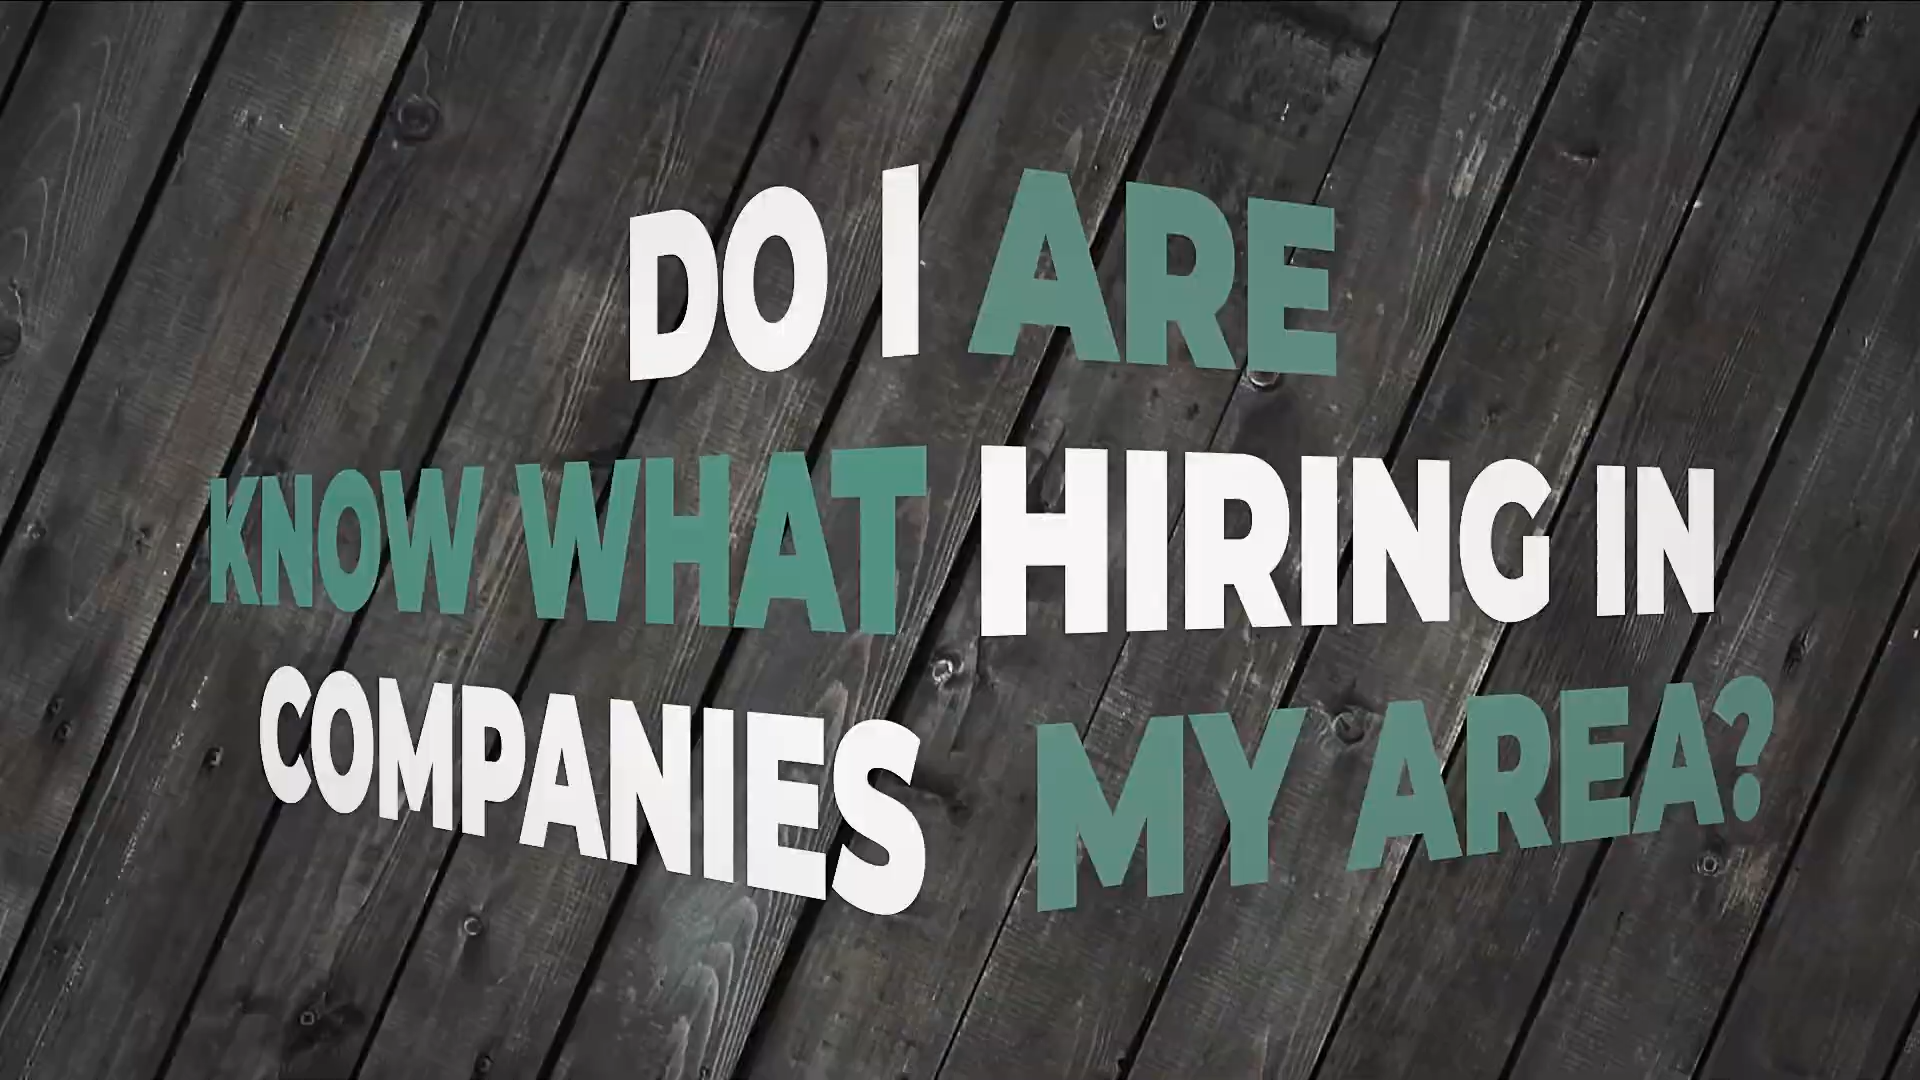 DO I
KNOW WHAT
COMPANIES
ARE
HIRING IN
MY AREA?